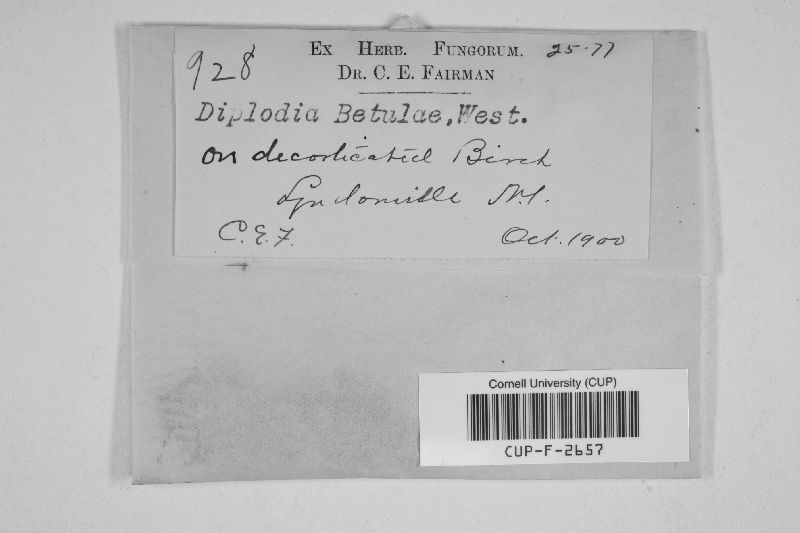 928 Ex Herb. Fungorum. 25-77
Dr. C. E. Fairman
Diplodia Betulae, West.
on decorticated Birch
Lyndonville N.Y.
C.E.F. Oct. 1900
Cornell University (CUP)
CUP-F-2657